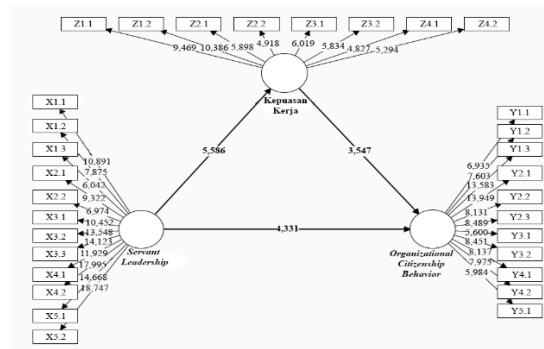 Z1.1 Z1.2 Z2.1 Z2.2 Z3.1 Z3.2 Z4.1 Z4.2
9,469 10,386 5,898 4,918 6,019 5,834 4,827 5,294
Kepuasan
Kerja
5,586
3,547
4,331
X1.1
X1.2
X1.3
X2.1
X2.2
X3.1
X3.2
X3.3
X4.1
X4.2
X5.1
X5.2
10,891
7,875
6,042
9,322
6,974
10,452
13,548
14,123
11,929
17,995
14,668
18,747
Servant
Leadership
Y1.1
Y1.2
Y1.3
Y2.1
Y2.2
Y2.3
Y3.1
Y3.2
Y4.1
Y4.2
Y5.1
6,935
7,603
13,583
13,949
8,131
8,489
5,600
8,451
8,137
7,975
5,984
Organizational
Citizenship
Behavior